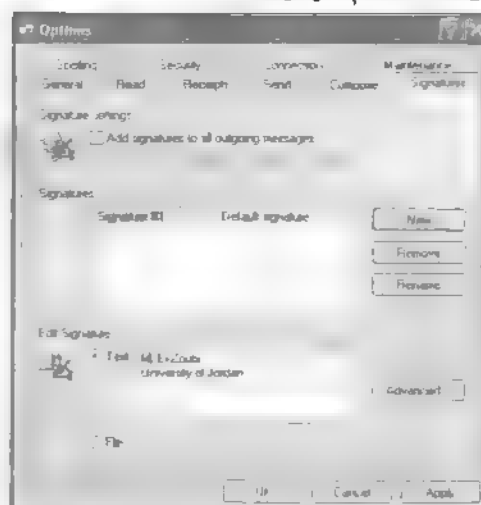 Options
Spelling Security Connection Maintenance
General Read Receipts Send Compose Signatures
Signature settings
Add signatures to all outgoing messages
Signatures
Signature #1 Default signature
New
Remove
Rename
Edit Signature
Text
University of Jordan
Advanced
File
OK Cancel Apply